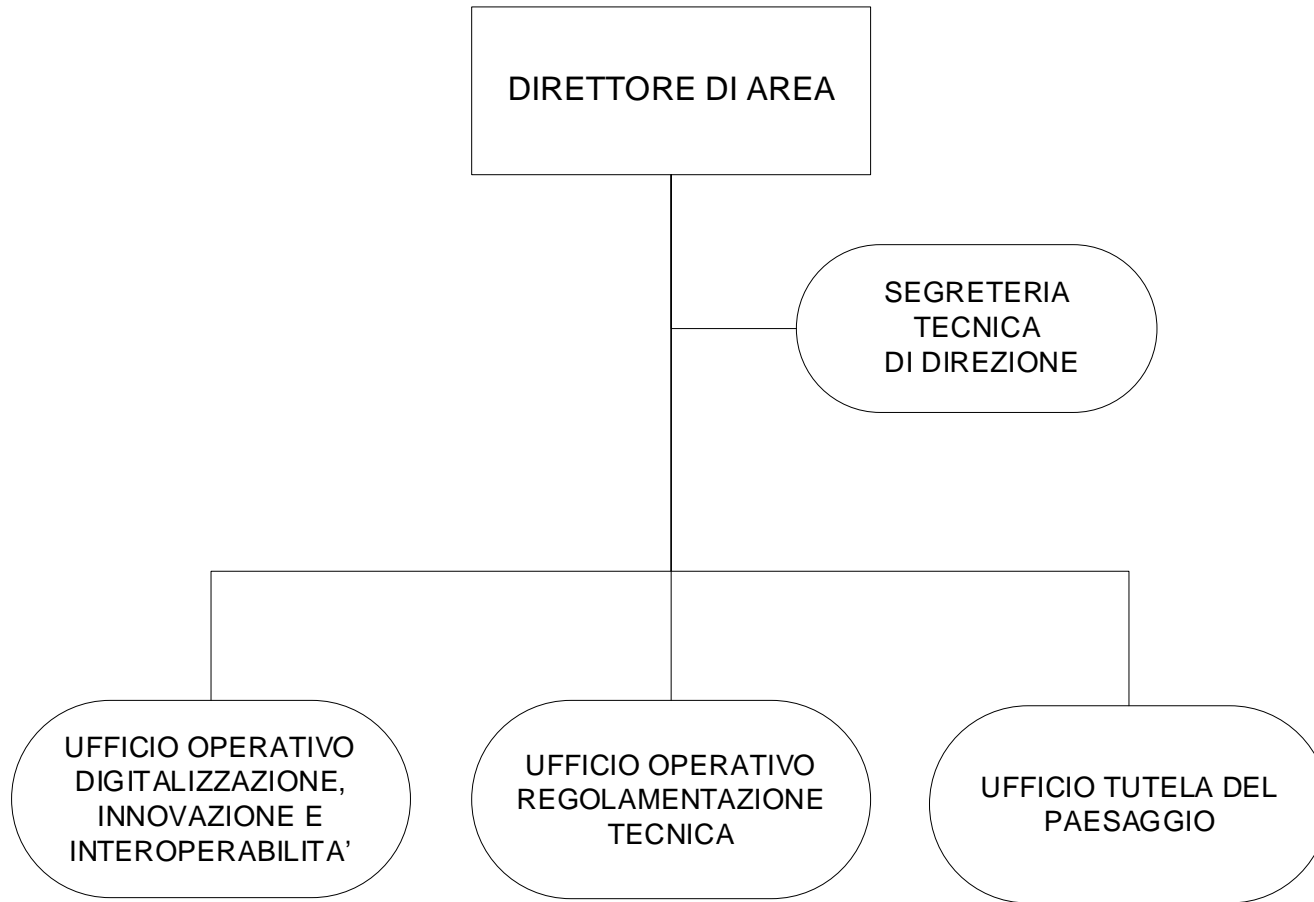 DIRETTORE DI AREA
SEGRETERIA
TECNICA
DI DIREZIONE
UFFICIO OPERATIVO
DIGITALIZZAZIONE,
INNOVAZIONE E
INTEROPERABILITA’
UFFICIO OPERATIVO
REGOLAMENTAZIONE
TECNICA
UFFICIO TUTELA DEL
PAESAGGIO